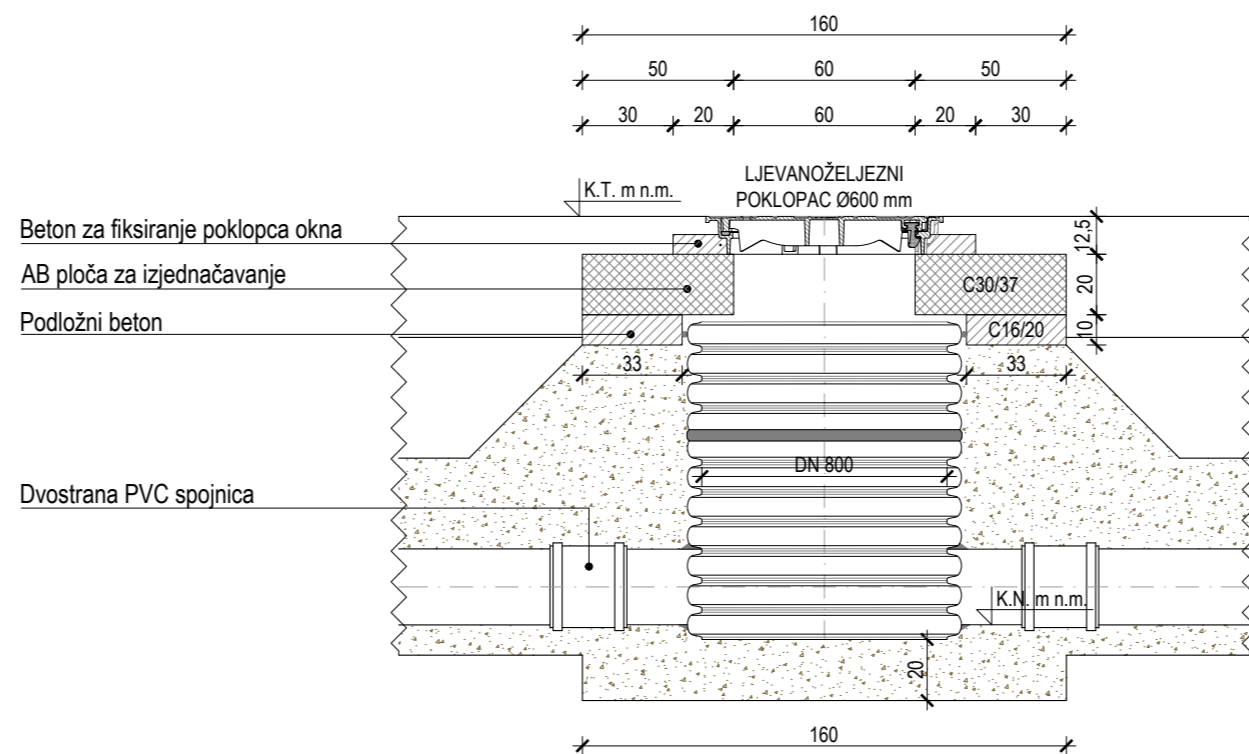 160
50 60 50
30 20 60 20 30
LJEVANOŽELJEZNI
POKLOPAC Ø600 mm
K.T. m n.m.
Beton za fiksiranje poklopca okna
12,5
AB ploča za izjednačavanje
C30/37
20
Podložni beton
C16/20
10
33 33
DN 800
Dvostrana PVC spojnica
K.N. m n.m.
20
160